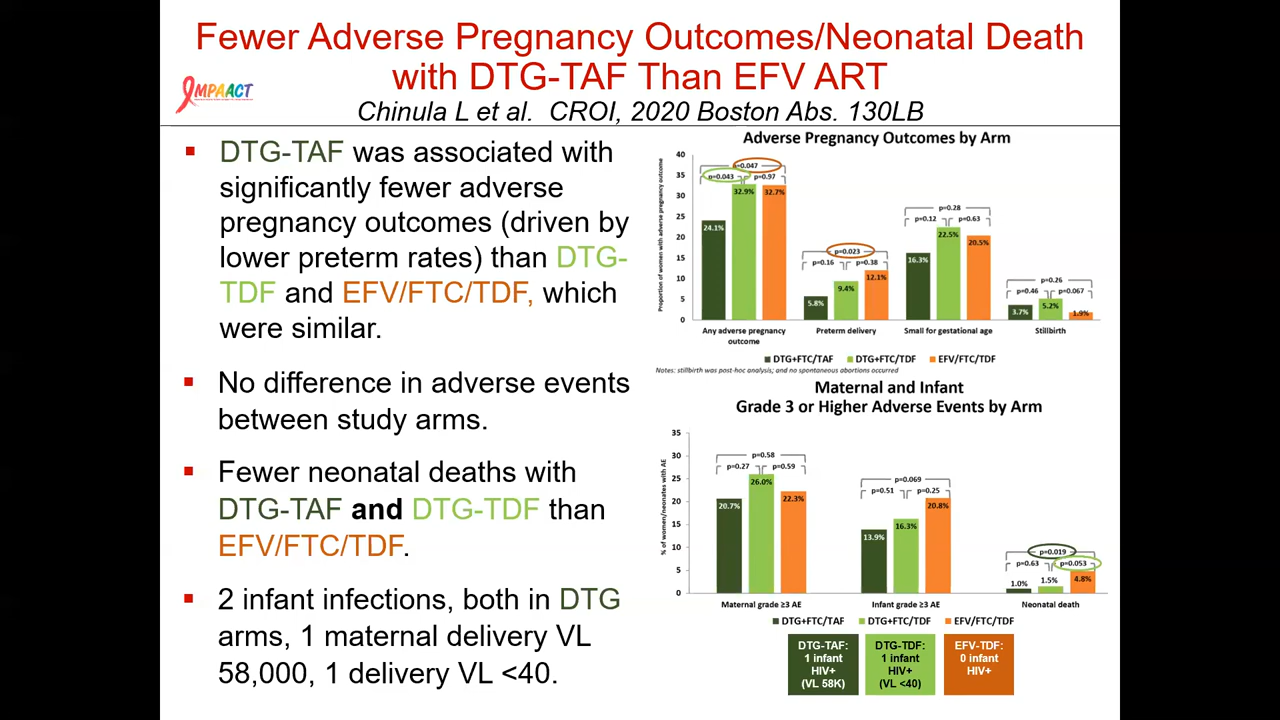 Fewer Adverse Pregnancy Outcomes/Neonatal Death
with DTG-TAF Than EFV ART
IMPAACT
Chinula L et al. CROI, 2020 Boston Abs. 130LB
▪ DTG-TAF was associated with
significantly fewer adverse
pregnancy outcomes (driven by
lower preterm rates) than DTG-
TDF and EFV/FTC/TDF, which
were similar.
▪ No difference in adverse events
between study arms.
▪ Fewer neonatal deaths with
DTG-TAF and DTG-TDF than
EFV/FTC/TDF.
▪ 2 infant infections, both in DTG
arms, 1 maternal delivery VL
58,000, 1 delivery VL <40.
Adverse Pregnancy Outcomes by Arm
Proportion of women with adverse pregnancy outcome
40
35
30
25
20
15
10
5
0
p=0.047
p=0.043 p=0.97
24.1% 32.9% 32.7%
p=0.023
p=0.16 p=0.38
5.8% 9.4% 12.1%
p=0.28
p=0.12 p=0.63
16.3% 22.5% 20.5%
p=0.26
p=0.46 p=0.067
3.7% 5.2% 1.9%
Any adverse pregnancy
outcome
Preterm delivery
Small for gestational age
Stillbirth
DTG+FTC/TAF DTG+FTC/TDF EFV/FTC/TDF
Notes: stillbirth was post-hoc analysis; and no spontaneous abortions occurred
Maternal and Infant
Grade 3 or Higher Adverse Events by Arm
% of women/neonates with AE
35
30
25
20
15
10
5
0
p=0.58
p=0.27 p=0.59
20.7% 26.0% 22.3%
p=0.069
p=0.51 p=0.25
13.9% 16.3% 20.8%
p=0.019
p=0.63 p=0.053
1.0% 1.5% 4.8%
Maternal grade ≥3 AE
Infant grade ≥3 AE
Neonatal death
DTG+FTC/TAF DTG+FTC/TDF EFV/FTC/TDF
DTG-TAF:
1 infant
HIV+
(VL 58K)
DTG-TDF:
1 infant
HIV+
(VL <40)
EFV-TDF:
0 infant
HIV+